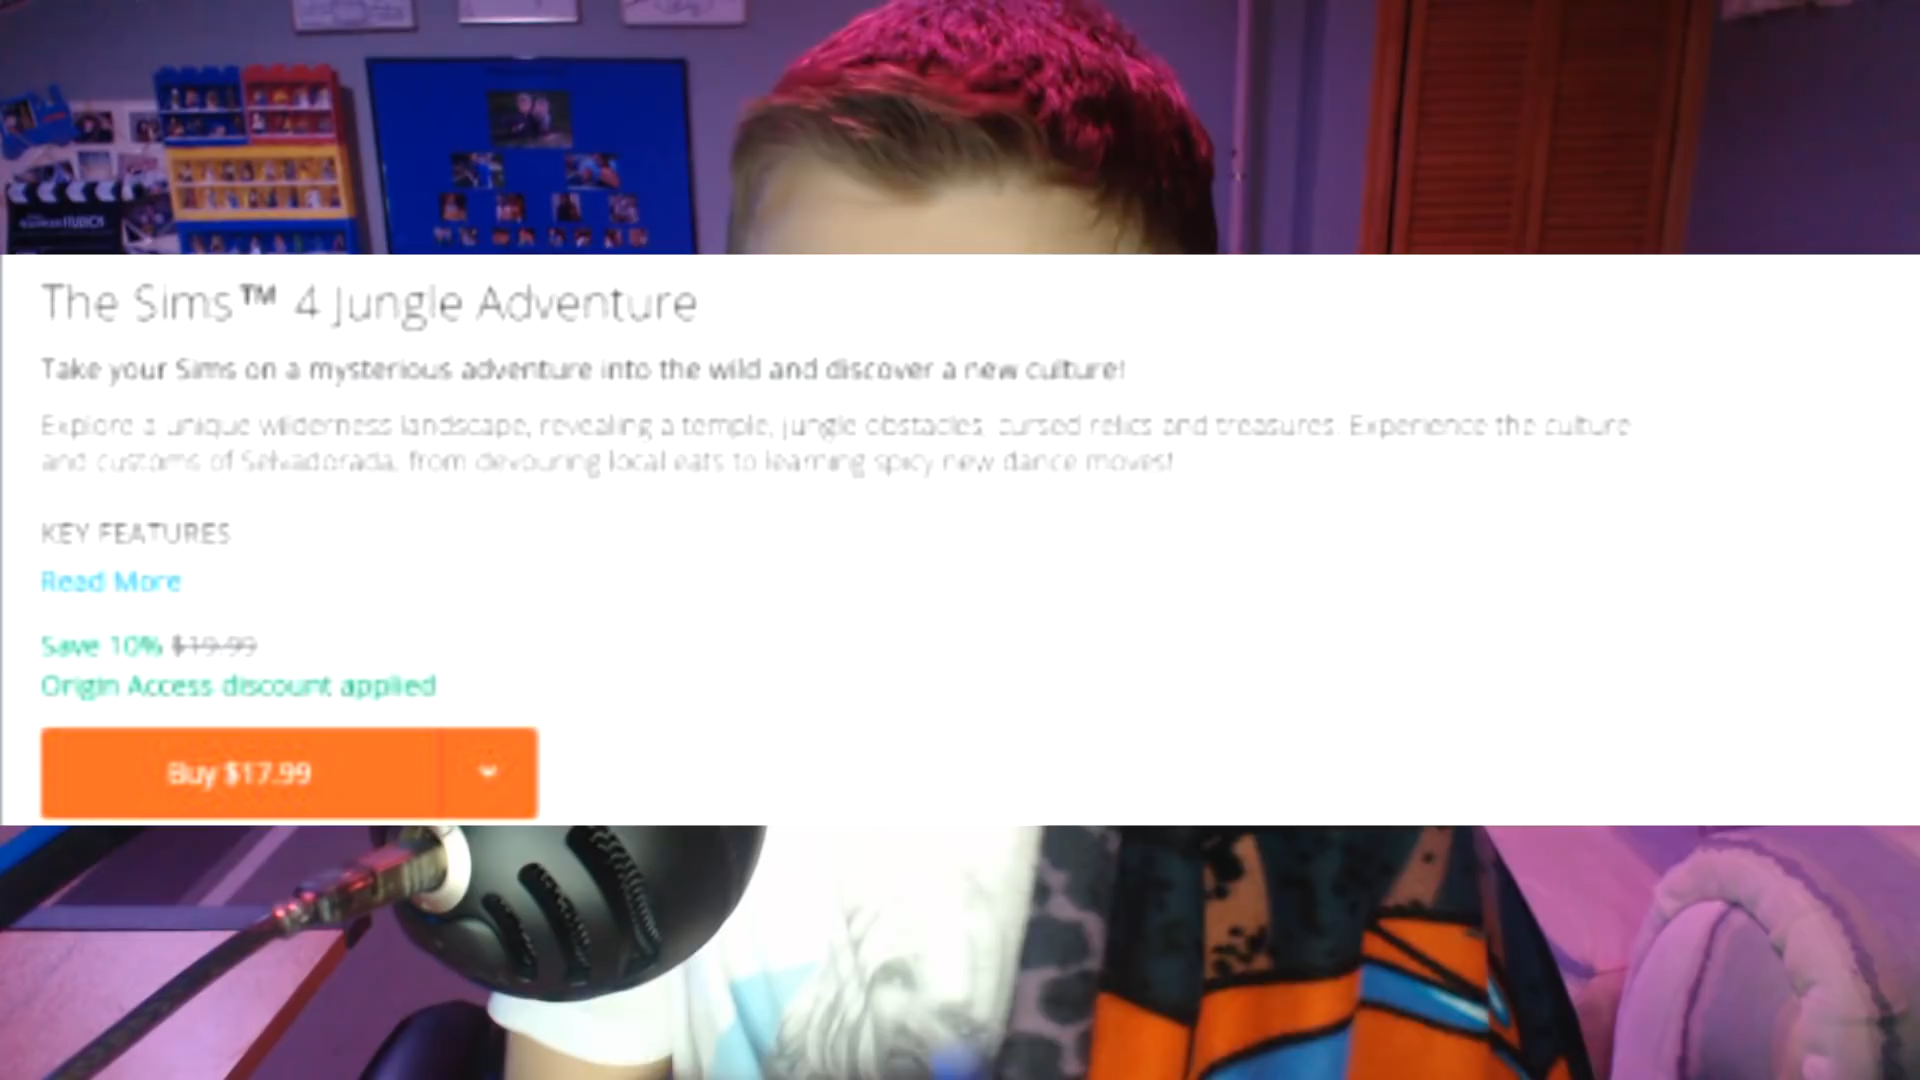 The Sims™ 4 Jungle Adventure
Take your Sims on a mysterious adventure into the wild and discover a new culture!
Explore a unique wilderness landscape, revealing a temple, jungle obstacles, cursed relics and treasures. Experience the culture
and customs of Selvadorada, from devouring local eats to learning spicy new dance moves!
KEY FEATURES
Read More
Save 10% $19.99
Origin Access discount applied
Buy $17.99